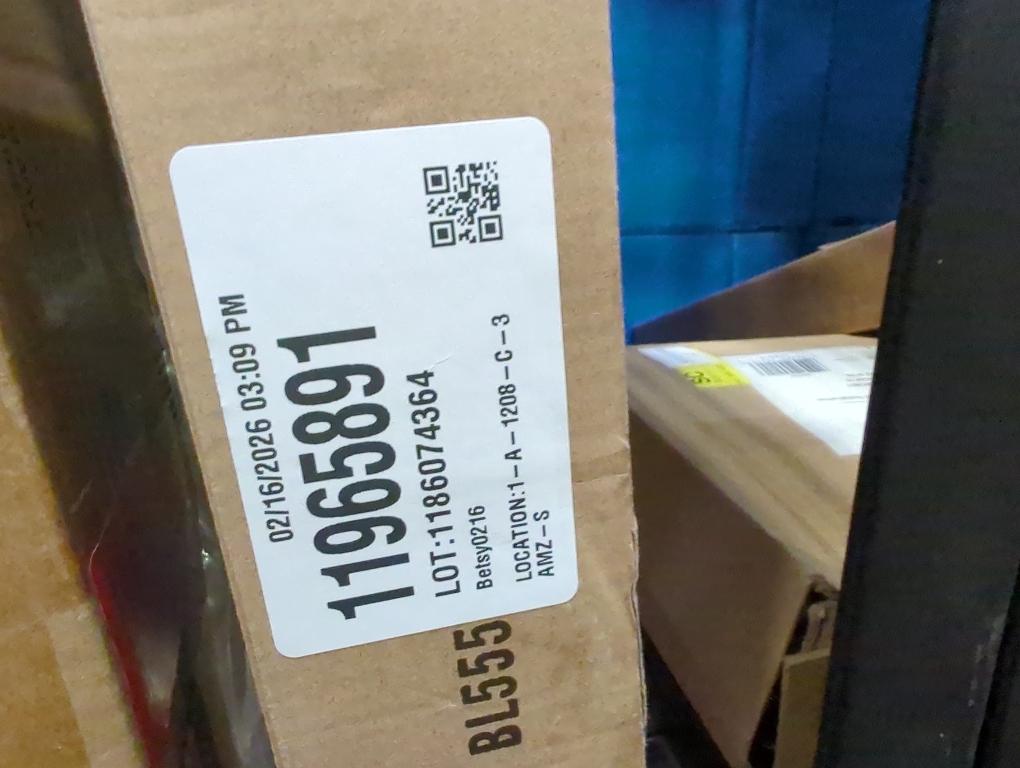 02/16/2026 03:09 PM
11965891
LOT:1186074364
Betsy0216
LOCATION:1-A-1208-C-3
AMZ-S
BL555